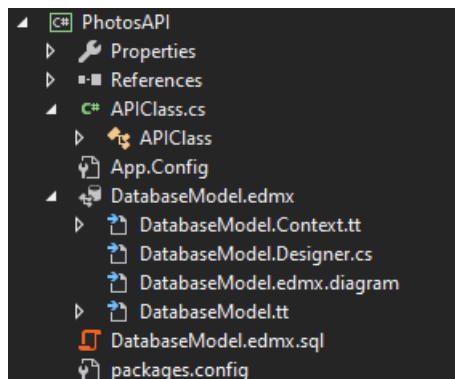 C# PhotosAPI
Properties
References
C# APIClass.cs
APIClass
App.Config
DatabaseModel.edmx
DatabaseModel.Context.tt
DatabaseModel.Designer.cs
DatabaseModel.edmx.diagram
DatabaseModel.tt
DatabaseModel.edmx.sql
packages.config